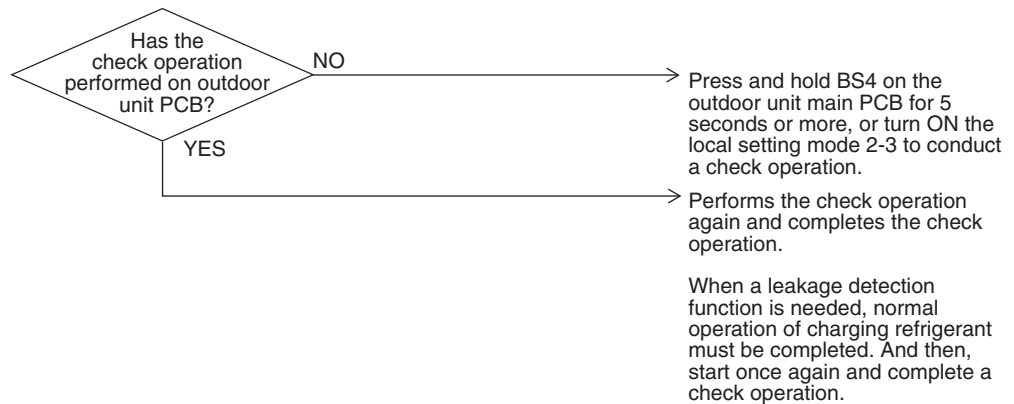 Has the
check operation
performed on outdoor
unit PCB?
NO
Press and hold BS4 on the
outdoor unit main PCB for 5
seconds or more, or turn ON the
local setting mode 2-3 to conduct
a check operation.
YES
Performs the check operation
again and completes the check
operation.
When a leakage detection
function is needed, normal
operation of charging refrigerant
must be completed. And then,
start once again and complete a
check operation.